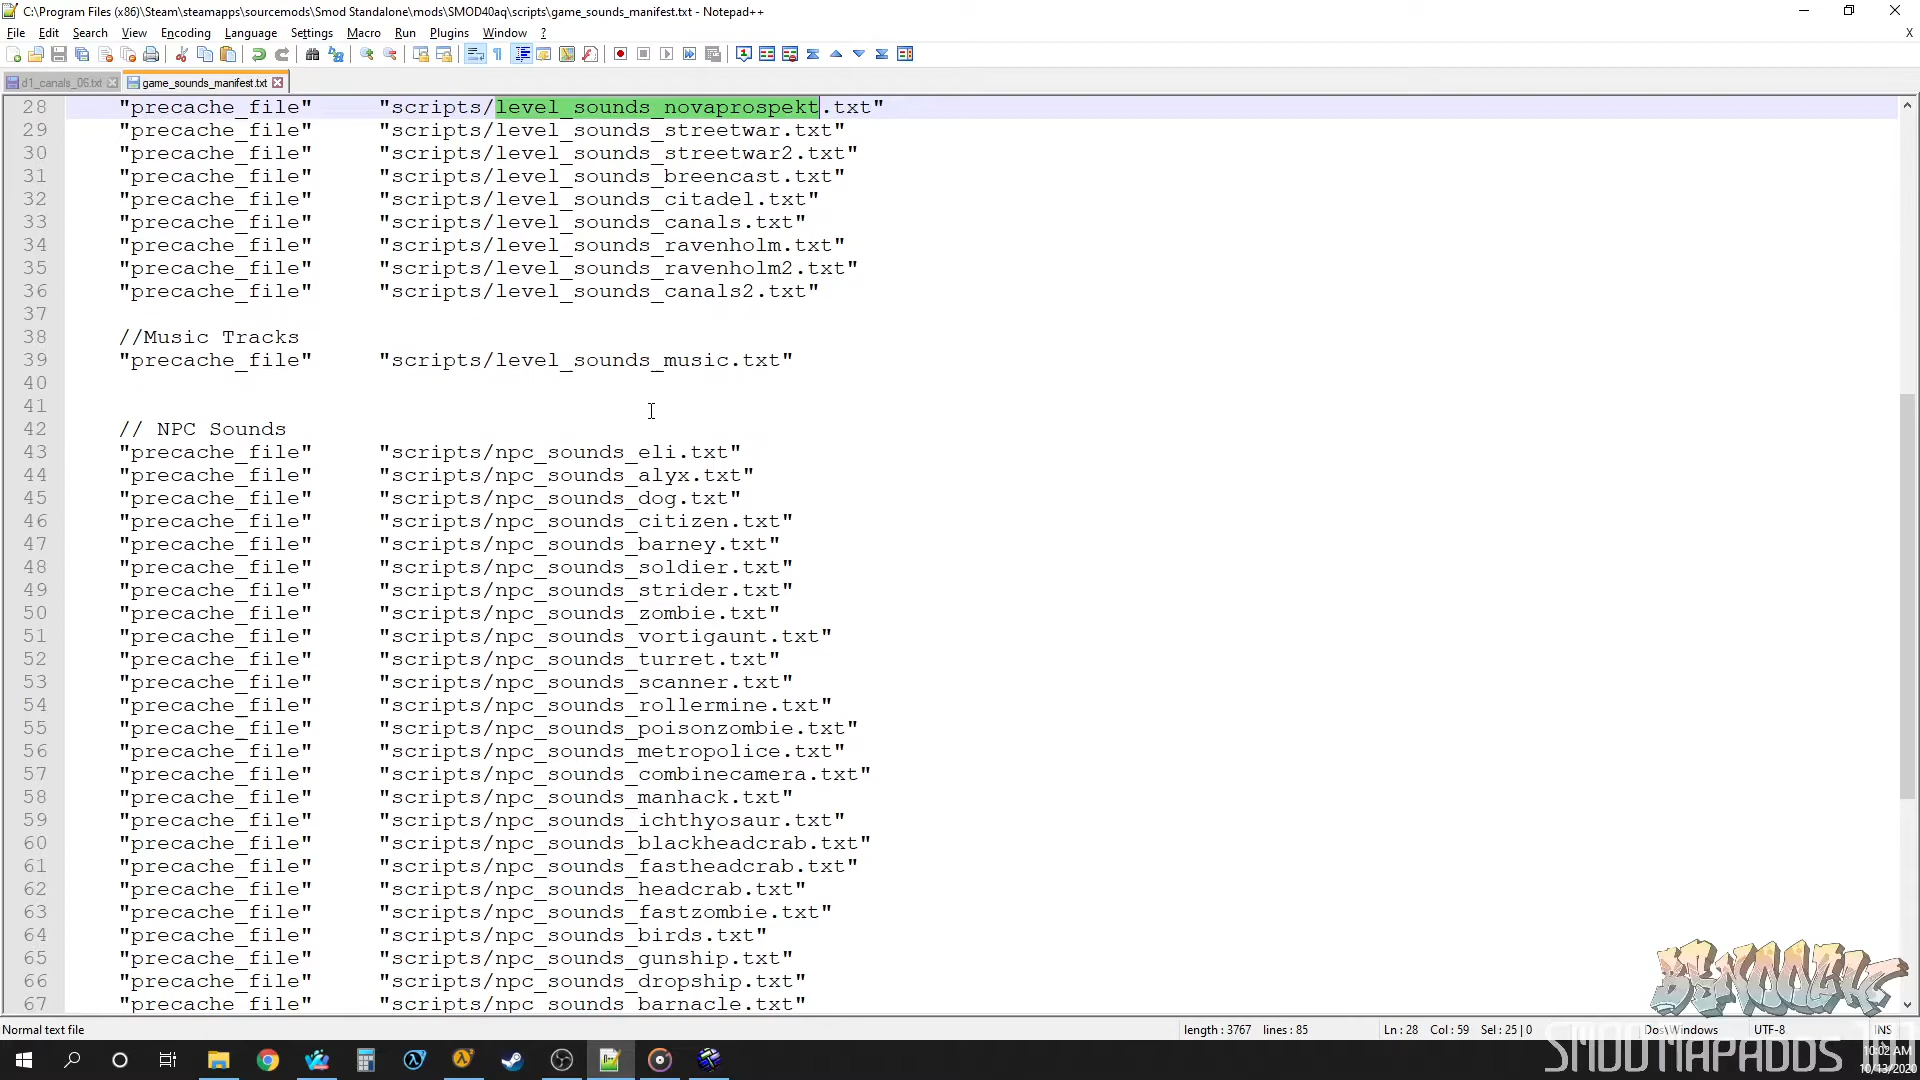 C:\Program Files (x86)\Steam\steamapps\sourcemods\Smod Standalone\mods\SMOD40aq\scripts\game_sounds_manifest.txt - Notepad++
File Edit Search View Encoding Language Settings Macro Run Plugins Window ? X
d1_canals_06.txt game_sounds_manifest.txt
28 "precache_file" "scripts/level_sounds_novaprospekt.txt"
29 "precache_file" "scripts/level_sounds_streetwar.txt"
30 "precache_file" "scripts/level_sounds_streetwar2.txt"
31 "precache_file" "scripts/level_sounds_breencast.txt"
32 "precache_file" "scripts/level_sounds_citadel.txt"
33 "precache_file" "scripts/level_sounds_canals.txt"
34 "precache_file" "scripts/level_sounds_ravenholm.txt"
35 "precache_file" "scripts/level_sounds_ravenholm2.txt"
36 "precache_file" "scripts/level_sounds_canals2.txt"
37
38 //Music Tracks
39 "precache_file" "scripts/level_sounds_music.txt"
40
41
42 // NPC Sounds
43 "precache_file" "scripts/npc_sounds_eli.txt"
44 "precache_file" "scripts/npc_sounds_alyx.txt"
45 "precache_file" "scripts/npc_sounds_dog.txt"
46 "precache_file" "scripts/npc_sounds_citizen.txt"
47 "precache_file" "scripts/npc_sounds_barney.txt"
48 "precache_file" "scripts/npc_sounds_soldier.txt"
49 "precache_file" "scripts/npc_sounds_strider.txt"
50 "precache_file" "scripts/npc_sounds_zombie.txt"
51 "precache_file" "scripts/npc_sounds_vortigaunt.txt"
52 "precache_file" "scripts/npc_sounds_turret.txt"
53 "precache_file" "scripts/npc_sounds_scanner.txt"
54 "precache_file" "scripts/npc_sounds_rollermine.txt"
55 "precache_file" "scripts/npc_sounds_poisonzombie.txt"
56 "precache_file" "scripts/npc_sounds_metropolice.txt"
57 "precache_file" "scripts/npc_sounds_combinecamera.txt"
58 "precache_file" "scripts/npc_sounds_manhack.txt"
59 "precache_file" "scripts/npc_sounds_ichthyosaur.txt"
60 "precache_file" "scripts/npc_sounds_blackheadcrab.txt"
61 "precache_file" "scripts/npc_sounds_fastheadcrab.txt"
62 "precache_file" "scripts/npc_sounds_headcrab.txt"
63 "precache_file" "scripts/npc_sounds_fastzombie.txt"
64 "precache_file" "scripts/npc_sounds_birds.txt"
65 "precache_file" "scripts/npc_sounds_gunship.txt"
66 "precache_file" "scripts/npc_sounds_dropship.txt"
67 "precache_file" "scripts/npc_sounds_barnacle.txt"
Normal text file length : 3767 lines : 85 Ln : 28 Col : 59 Sel : 25 | 0 Dos\Windows UTF-8 INS
10:02 AM
10/13/2020